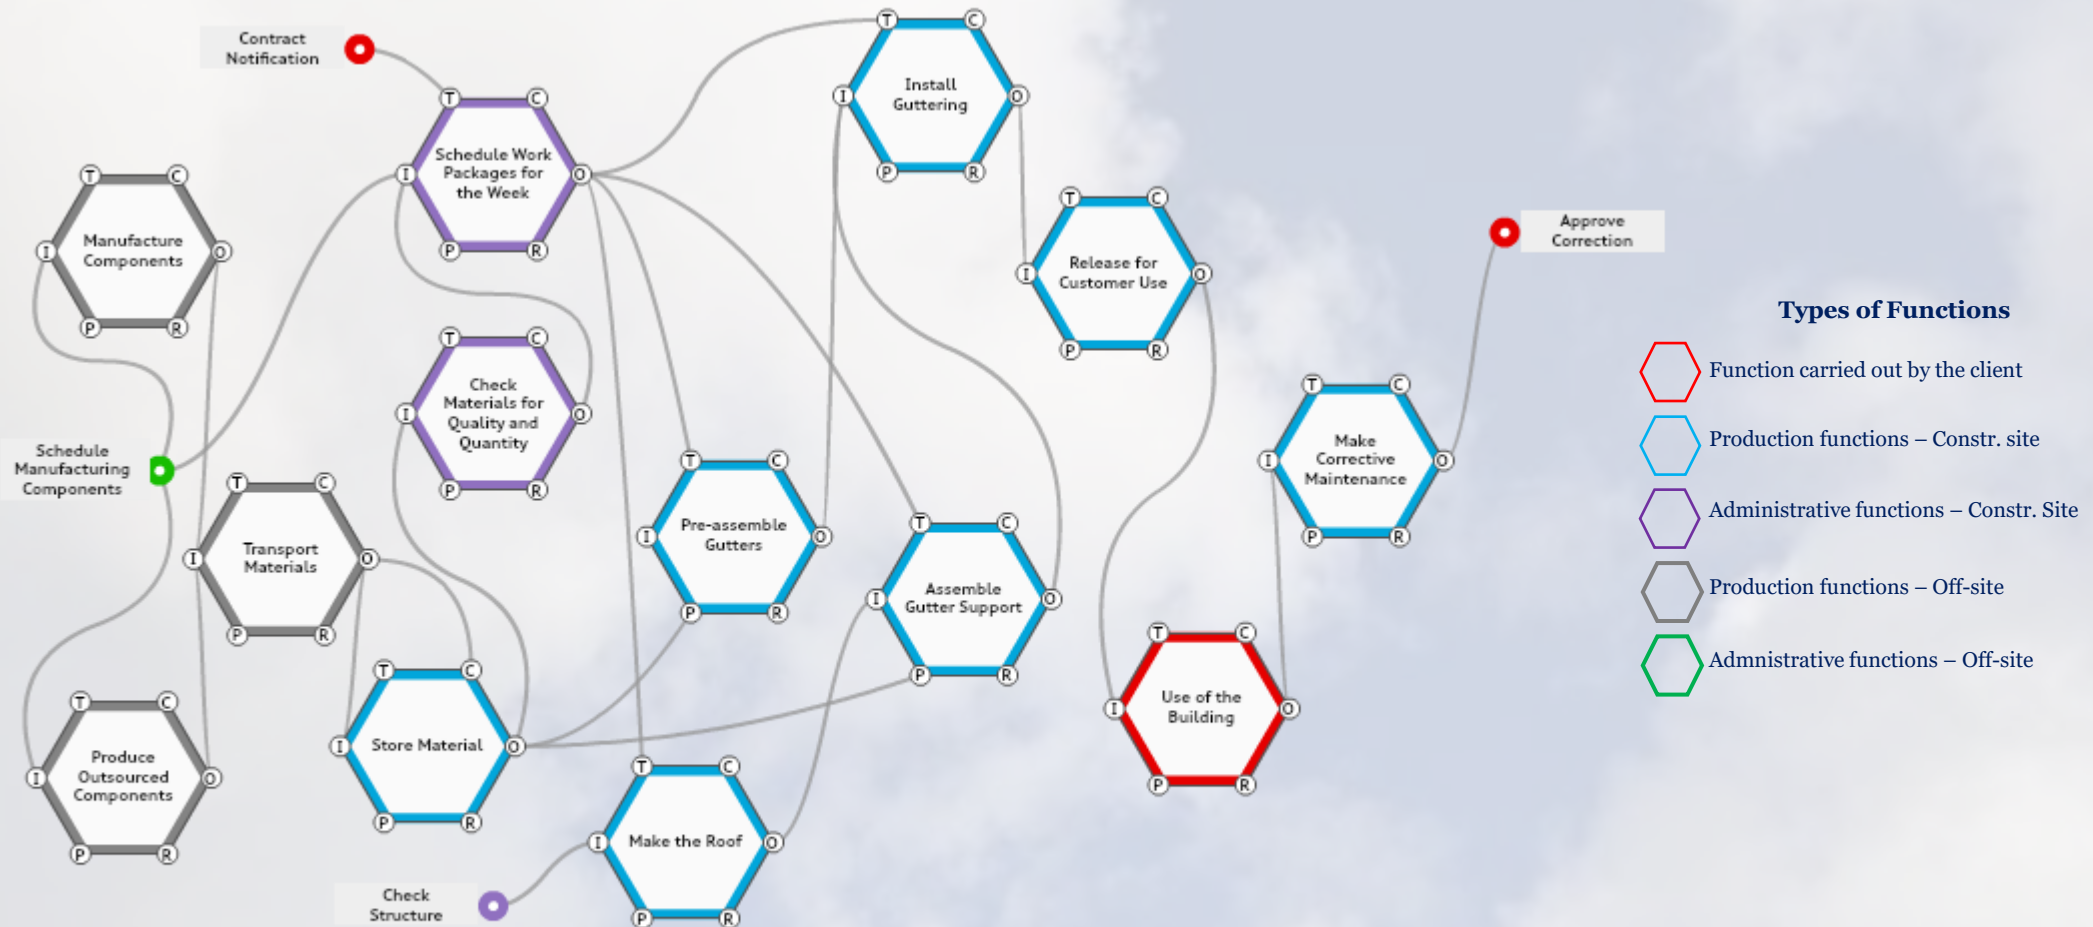 Contract
Notification
T
C
Schedule Work
Packages for
the Week
I
O
P
R
T
C
Install
Guttering
I
O
P
R
T
C
Manufacture
Components
I
O
P
R
T
C
Release for
Customer Use
I
O
P
R
Approve
Correction
T
C
Check
Materials for
Quality and
Quantity
I
O
P
R
Schedule
Manufacturing
Components
T
C
Transport
Materials
I
O
P
R
T
C
Pre-assemble
Gutters
I
O
P
R
T
C
Assemble
Gutter Support
I
O
P
R
T
C
Make
Corrective
Maintenance
I
O
P
R
T
C
Use of the
Building
I
O
P
R
T
C
Produce
Outsourced
Components
I
O
P
R
T
C
Store Material
I
O
P
R
T
C
Make the Roof
I
O
P
R
Check
Structure
Types of Functions
Function carried out by the client
Production functions – Constr. site
Administrative functions – Constr. Site
Production functions – Off-site
Admnistrative functions – Off-site